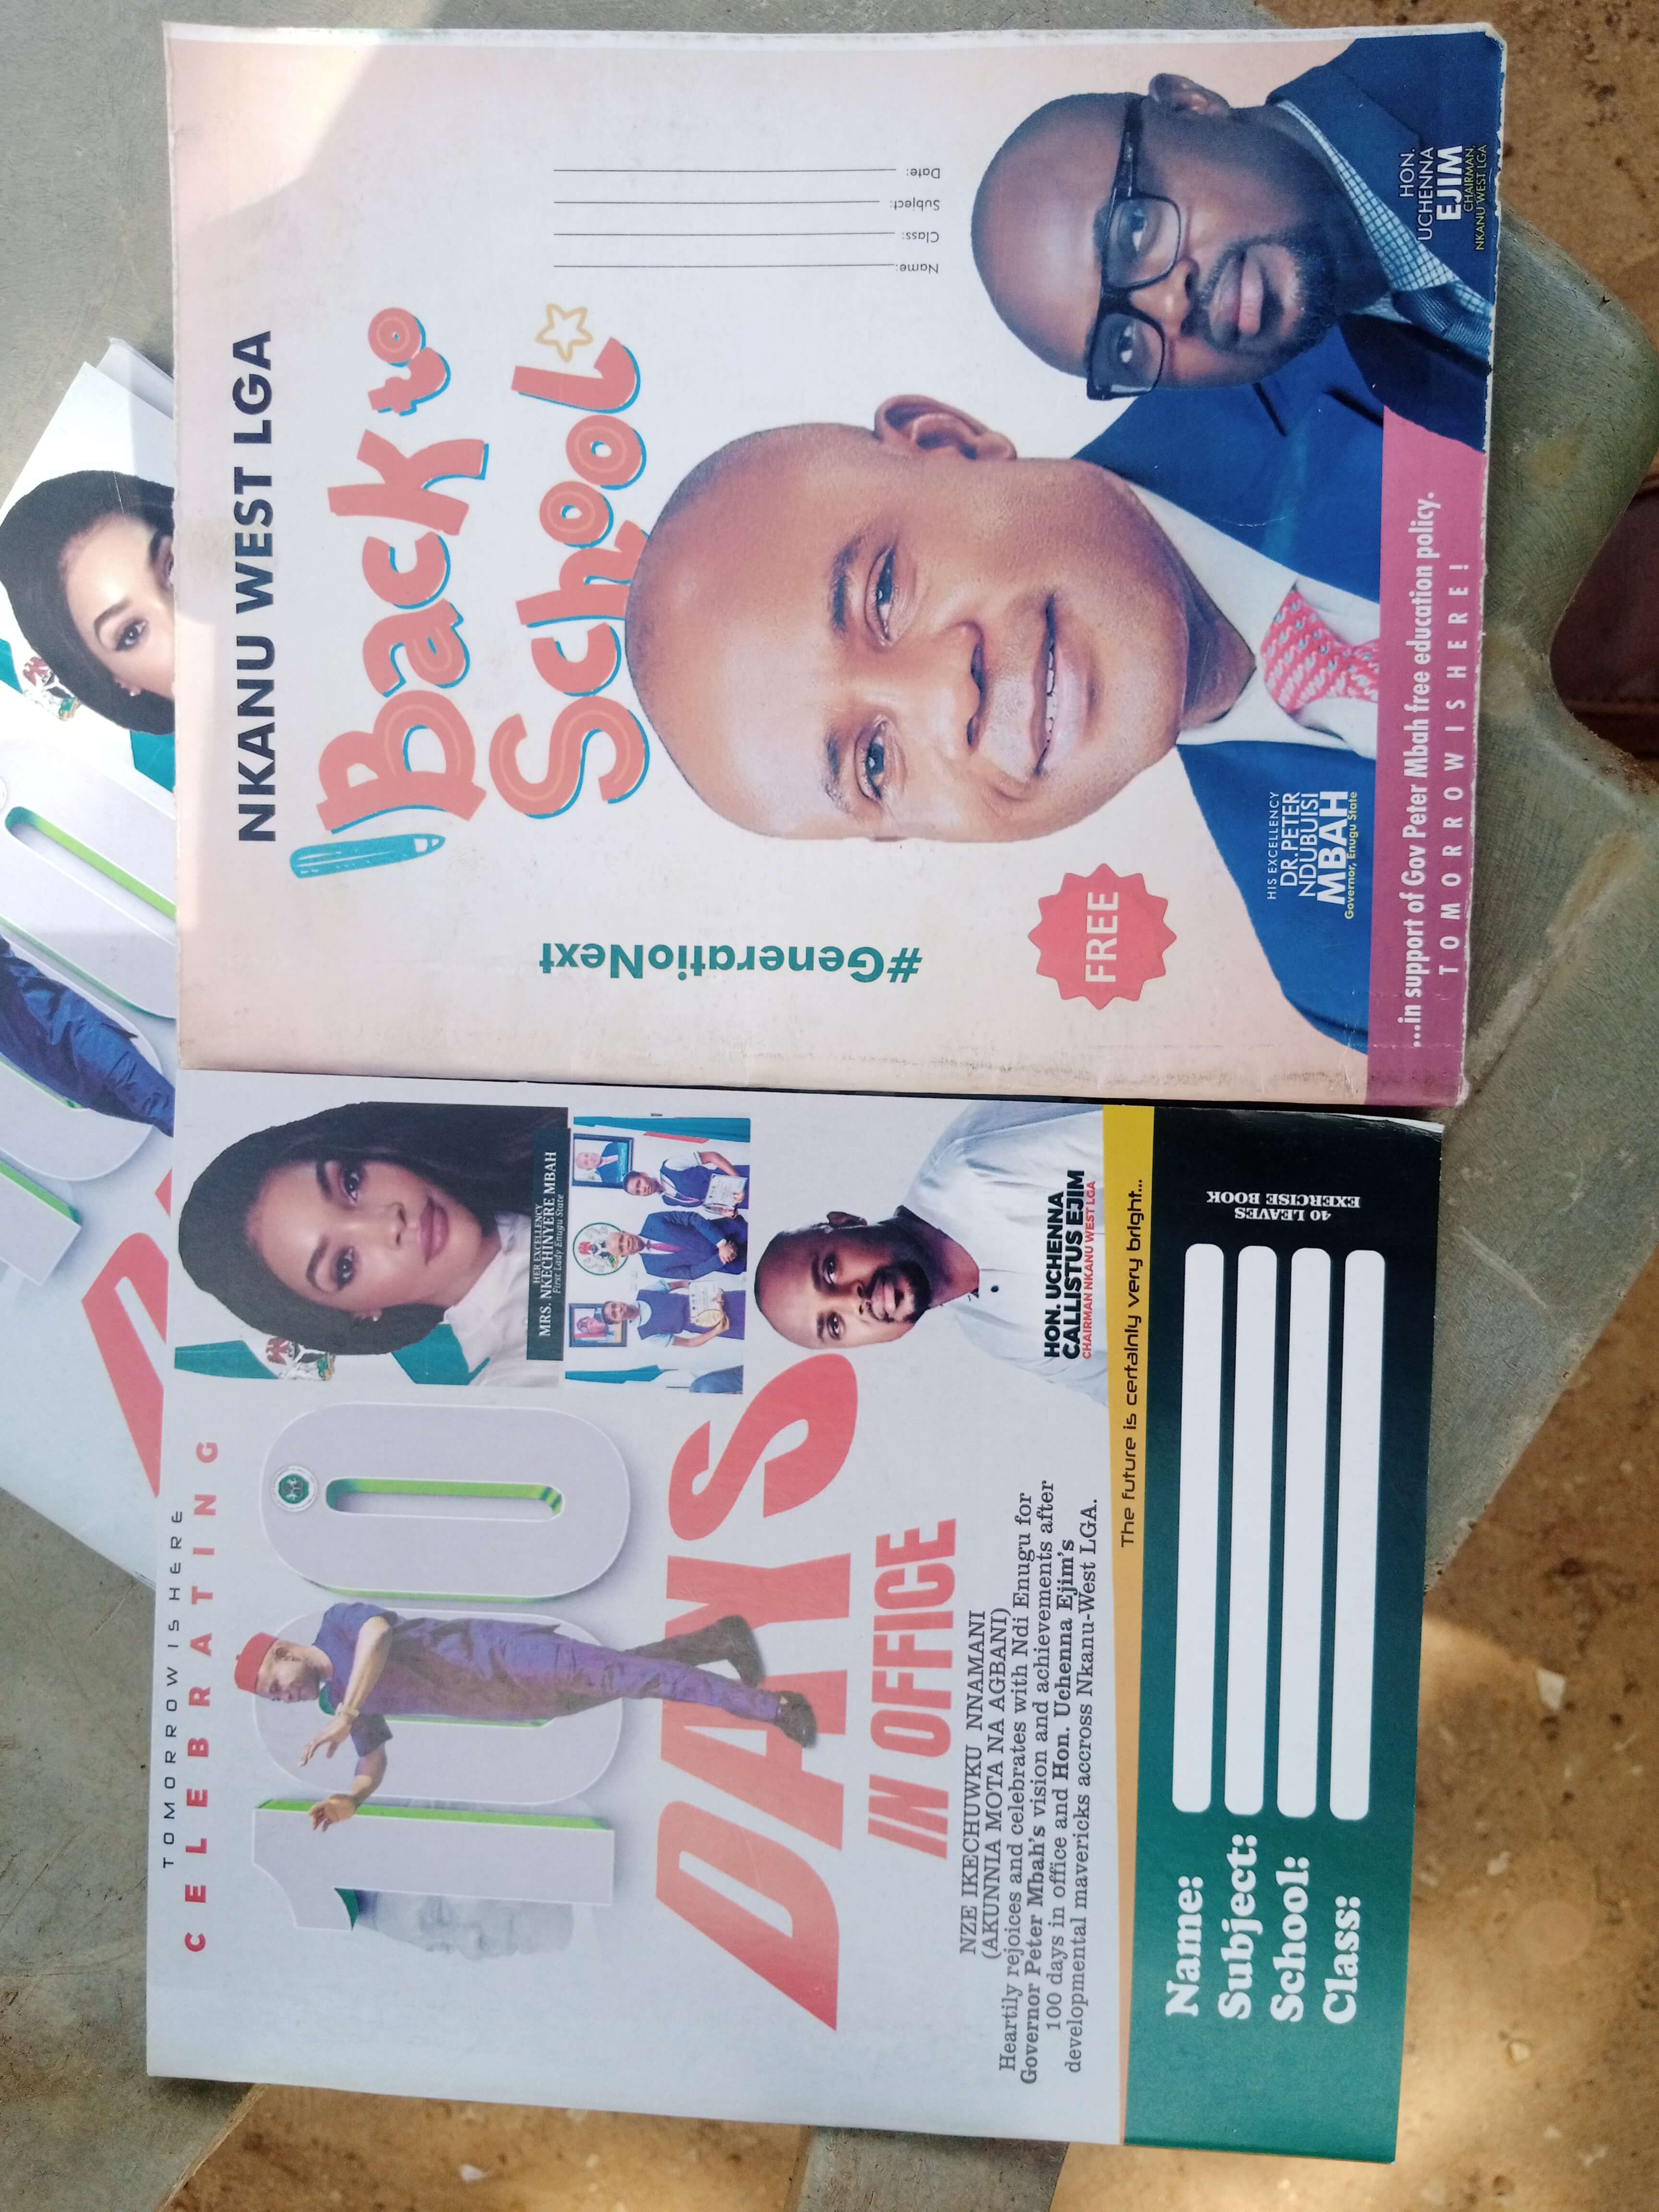 NKANU WEST LGA
Back to
School
Name:
Class:
Subject:
Date:
#GeneratioNext
FREE
HIS EXCELLENCY
DR. PETER
NDUBUISI
MBAH
Governor, Enugu State
HON.
UCHENNA
EJIM
CHAIRMAN,
NKANU WEST LGA
...in support of Gov Peter Mbah free education policy.
TOMORROW IS HERE!
TOMORROW IS HERE
CELEBRATING
100
DAYS
IN OFFICE
HER EXCELLENCY
MRS. NKECHINYERE MBAH
First Lady Enugu State
NZE IKECHUWKU NNAMANI
(AKUNNIA MOTA NA AGBANI)
Heartily rejoices and celebrates with Ndi Enugu for
Governor Peter Mbah's vision and achievements after
100 days in office and Hon. Uchenna Ejim's
developmental mavericks accross Nkanu-West LGA.
HON. UCHENNA
CALLISTUS EJIM
CHAIRMAN NKANU WEST LGA
The future is certainly very bright...
Name:
Subject:
School:
Class:
40 LEAVES
EXERCISE BOOK